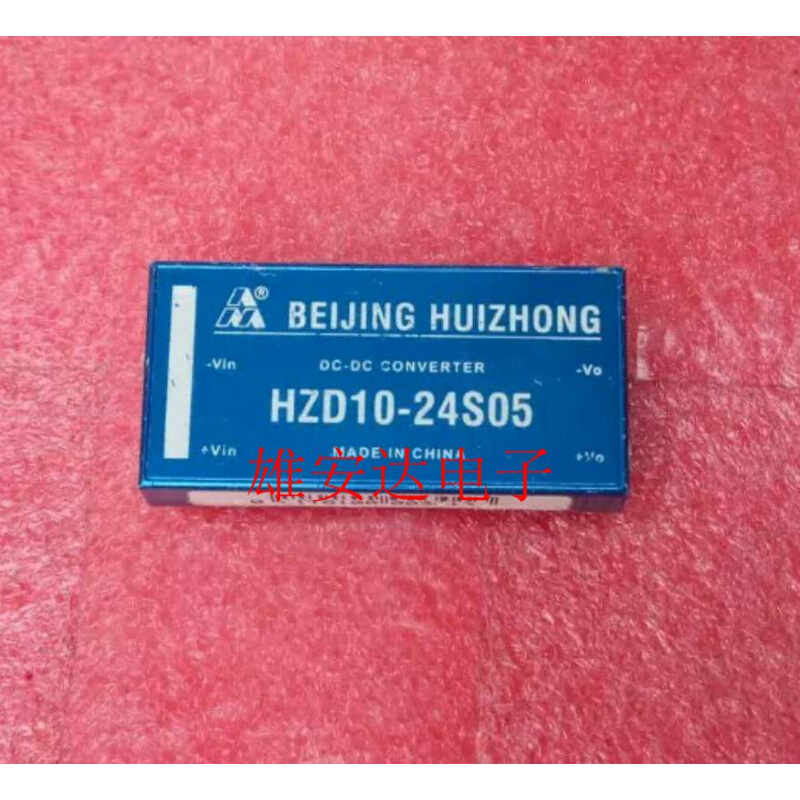 BEIJING HUIZHONG
-Vin
DC-DC CONVERTER
-Vo
HZD10-24S05
+Vin
MADE IN CHINA
+Vo
雄安达电子